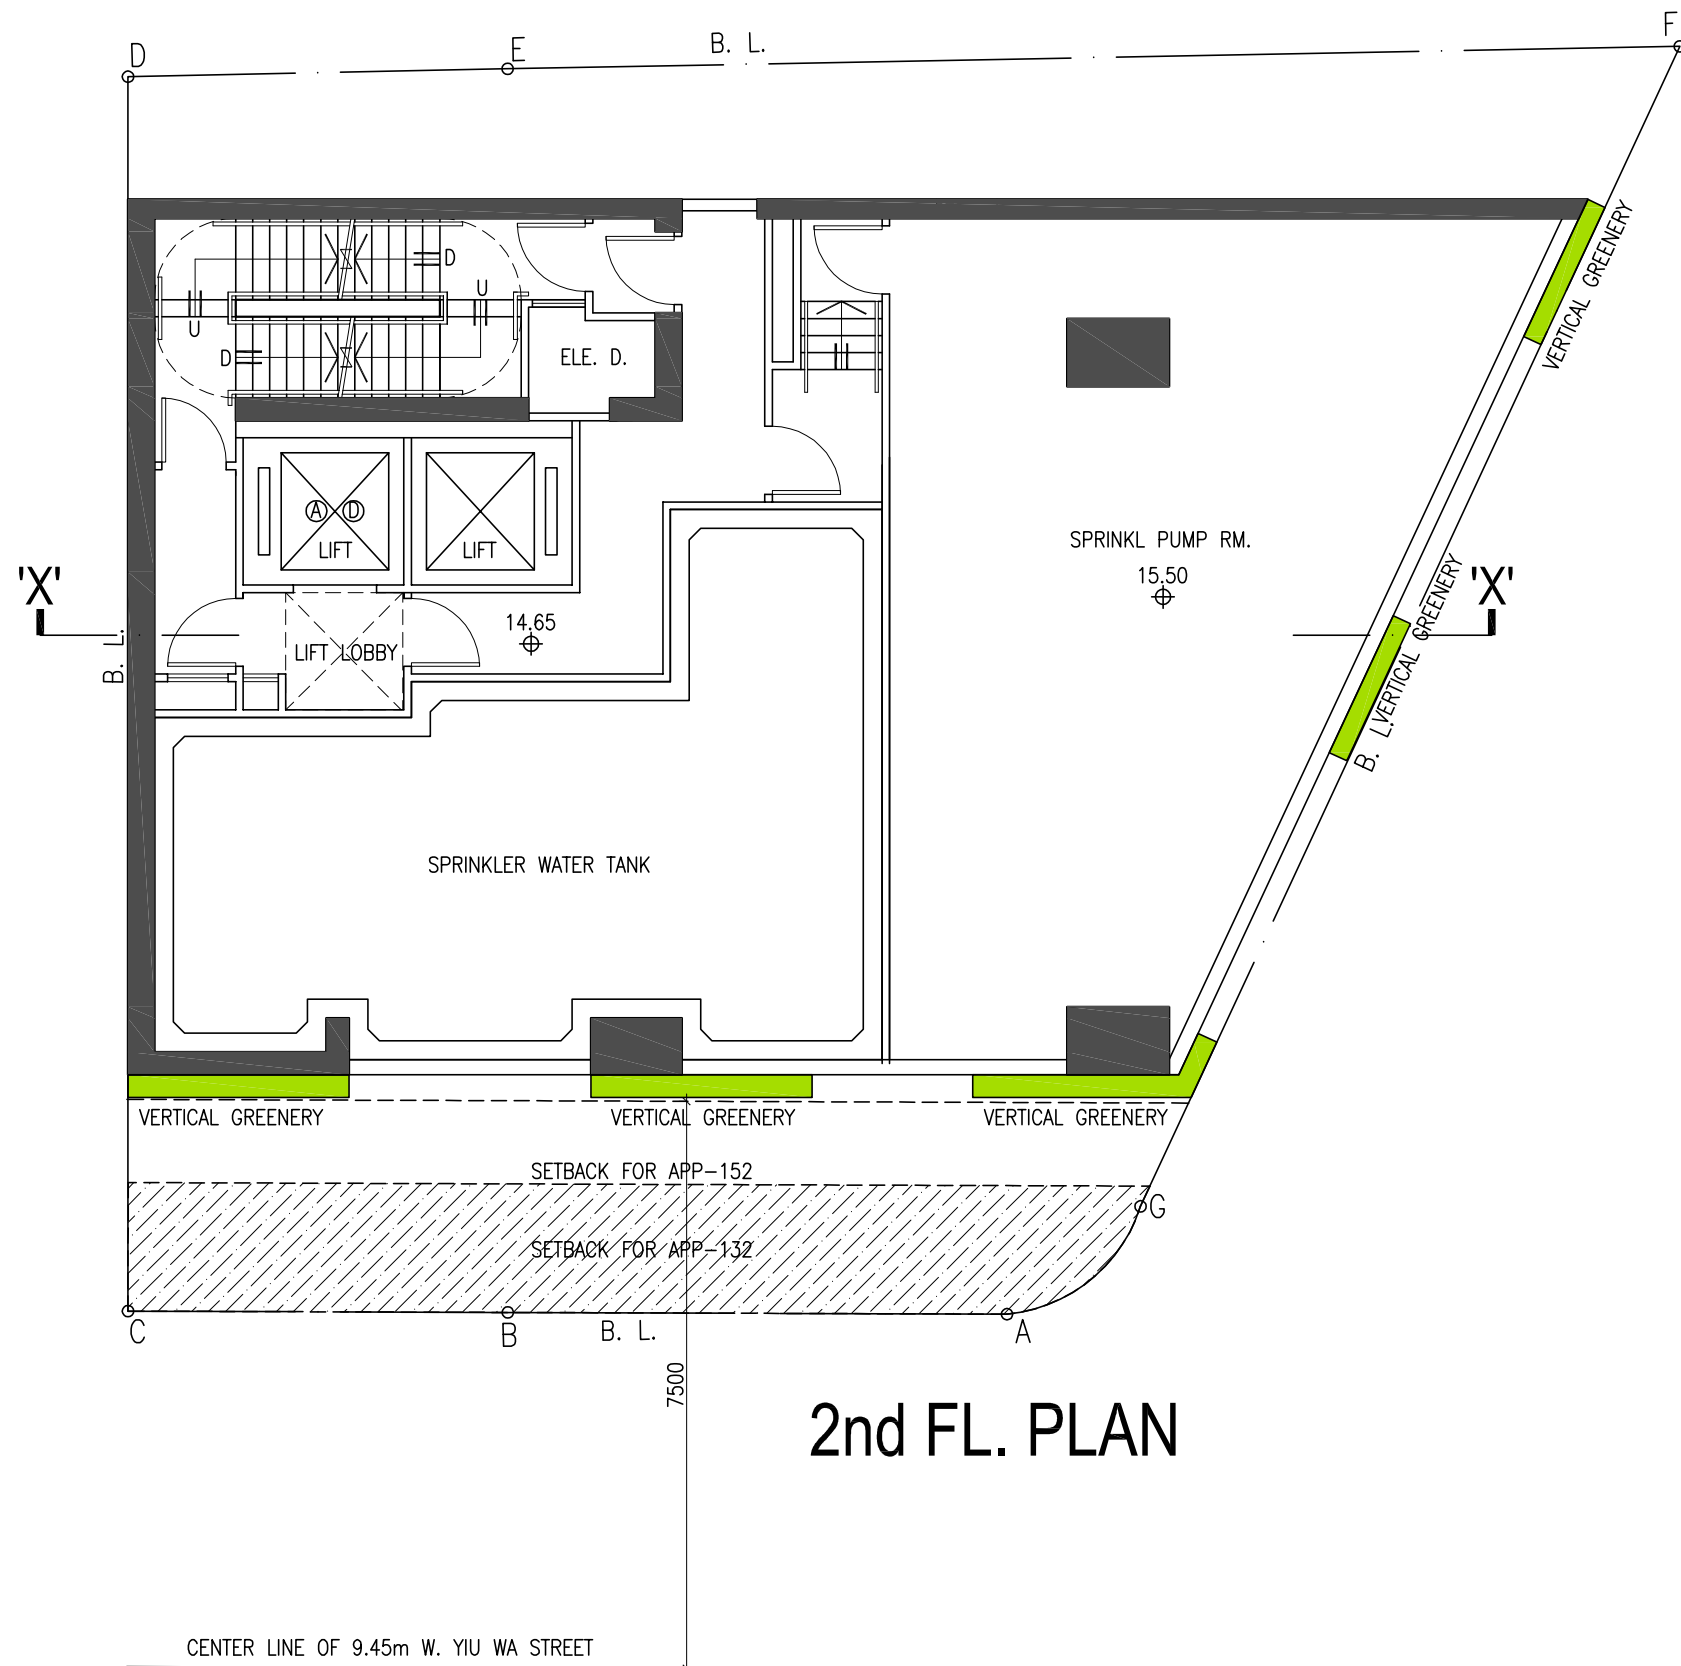 D
E
B. L.
F
D
U
U
D
ELE. D.
VERTICAL GREENERY
A
D
LIFT
LIFT
SPRINKL PUMP RM.
15.50
'X'
'X'
14.65
LIFT LOBBY
B. L.
VERTICAL GREENERY
B. L.
SPRINKLER WATER TANK
VERTICAL GREENERY
VERTICAL GREENERY
VERTICAL GREENERY
SETBACK FOR APP-152
G
SETBACK FOR APP-132
C
B
B. L.
A
7500
2nd FL. PLAN
CENTER LINE OF 9.45m W. YIU WA STREET